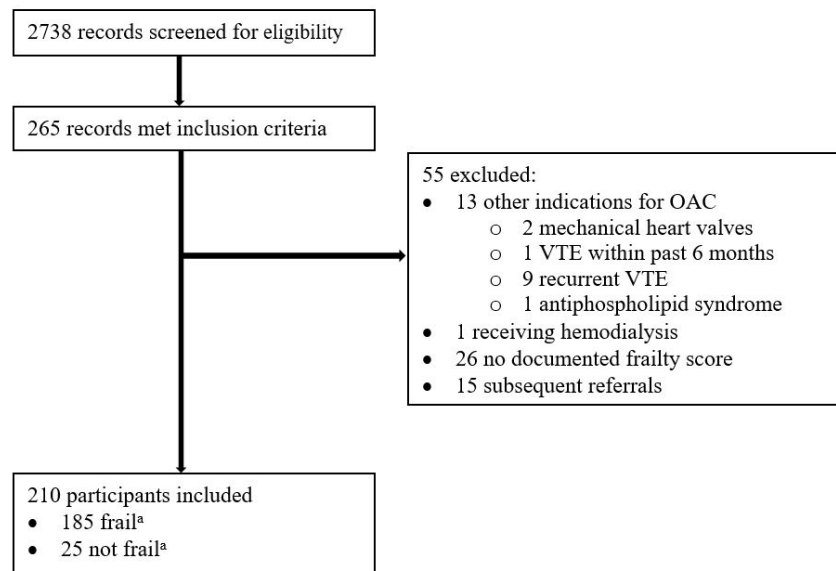 2738 records screened for eligibility
265 records met inclusion criteria
55 excluded:
• 13 other indications for OAC
o 2 mechanical heart valves
o 1 VTE within past 6 months
o 9 recurrent VTE
o 1 antiphospholipid syndrome
• 1 receiving hemodialysis
• 26 no documented frailty score
• 15 subsequent referrals
210 participants included
• 185 frailᵃ
• 25 not frailᵃ